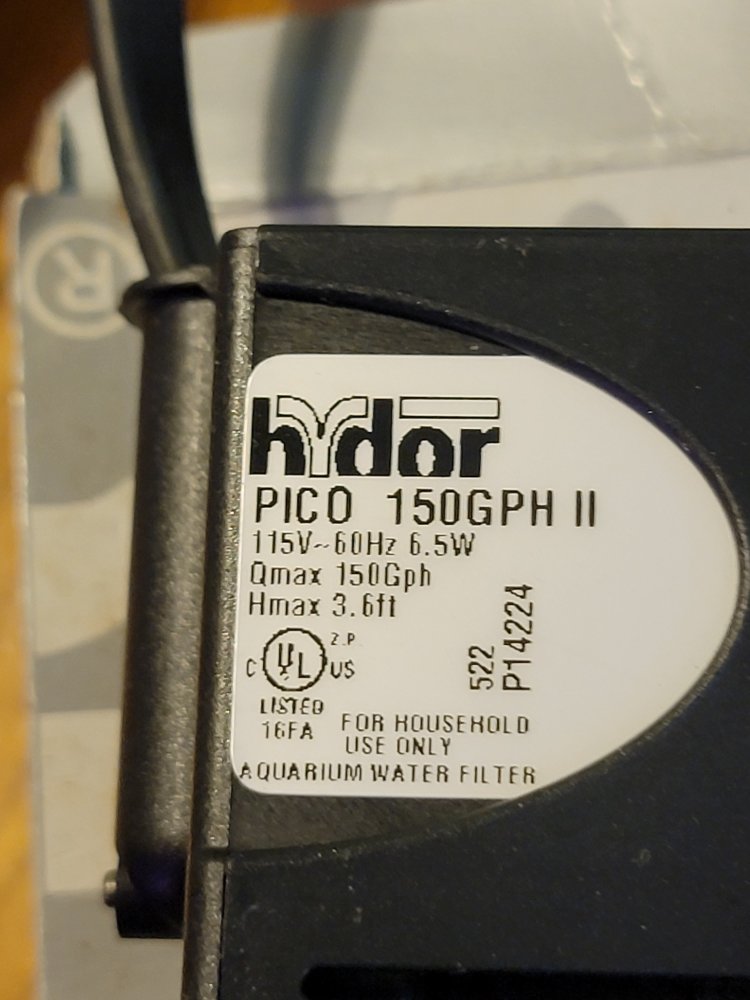 ®
hydor
PICO 150GPH II
115V~60Hz 6.5W
Qmax 150Gph
Hmax 3.6ft
Z.P.
C UL US
LISTED
16FA
FOR HOUSEHOLD
USE ONLY
AQUARIUM WATER FILTER
522
P14224